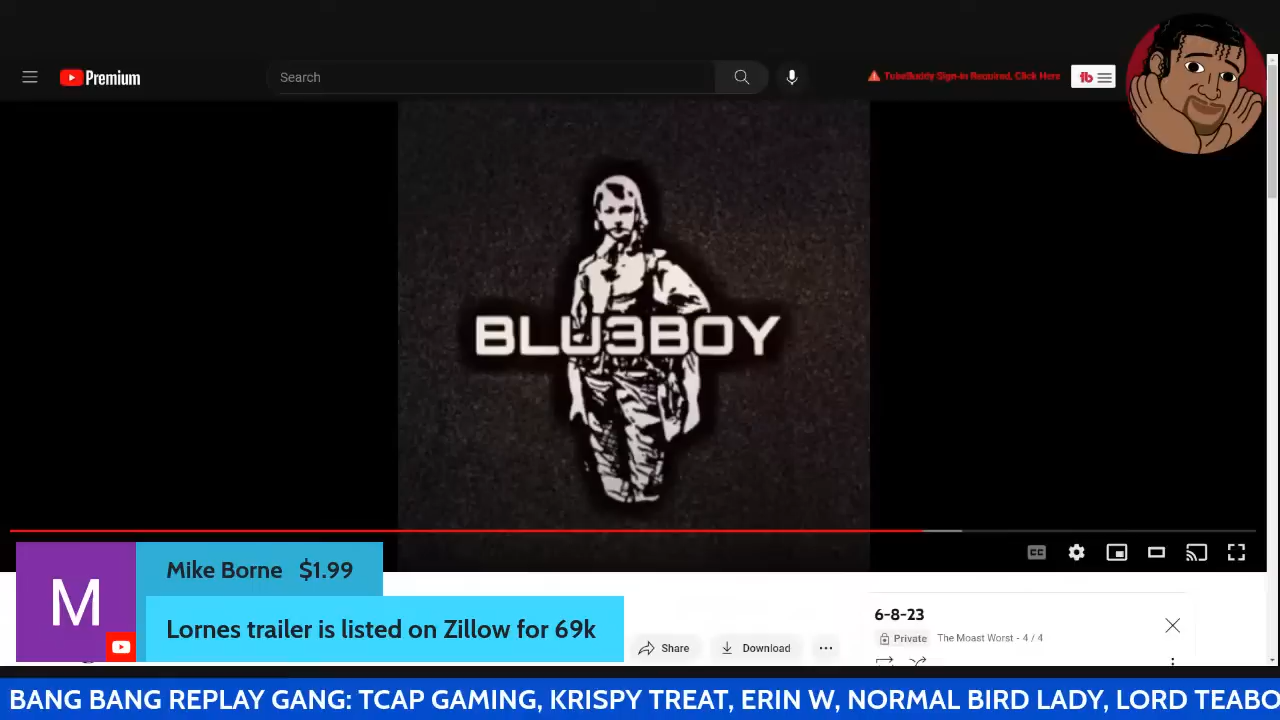 Premium
Search
TubeBuddy Sign-in Required, Click Here
tb
BLU3BOY
CC
M
Mike Borne $1.99
Lornes trailer is listed on Zillow for 69k
Share
Download
6-8-23
Private
The Moast Worst - 4 / 4
BANG BANG REPLAY GANG: TCAP GAMING, KRISPY TREAT, ERIN W, NORMAL BIRD LADY, LORD TEABO